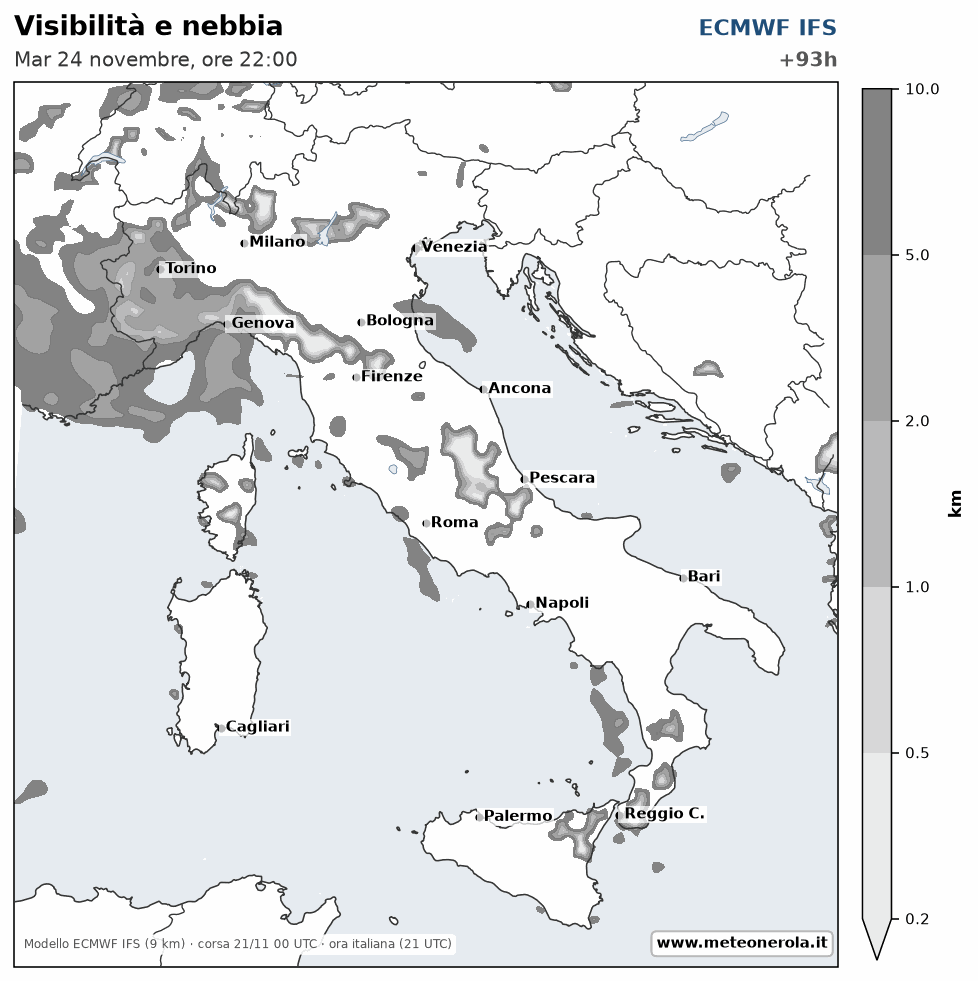 Visibilità e nebbia
ECMWF IFS
Mar 24 novembre, ore 22:00
+93h
10.0
5.0
2.0
1.0
0.5
0.2
km
Milano
Venezia
Torino
Genova
Bologna
Firenze
Ancona
Pescara
Roma
Bari
Napoli
Cagliari
Palermo
Reggio C.
Modello ECMWF IFS (9 km) · corsa 21/11 00 UTC · ora italiana (21 UTC)
www.meteonerola.it